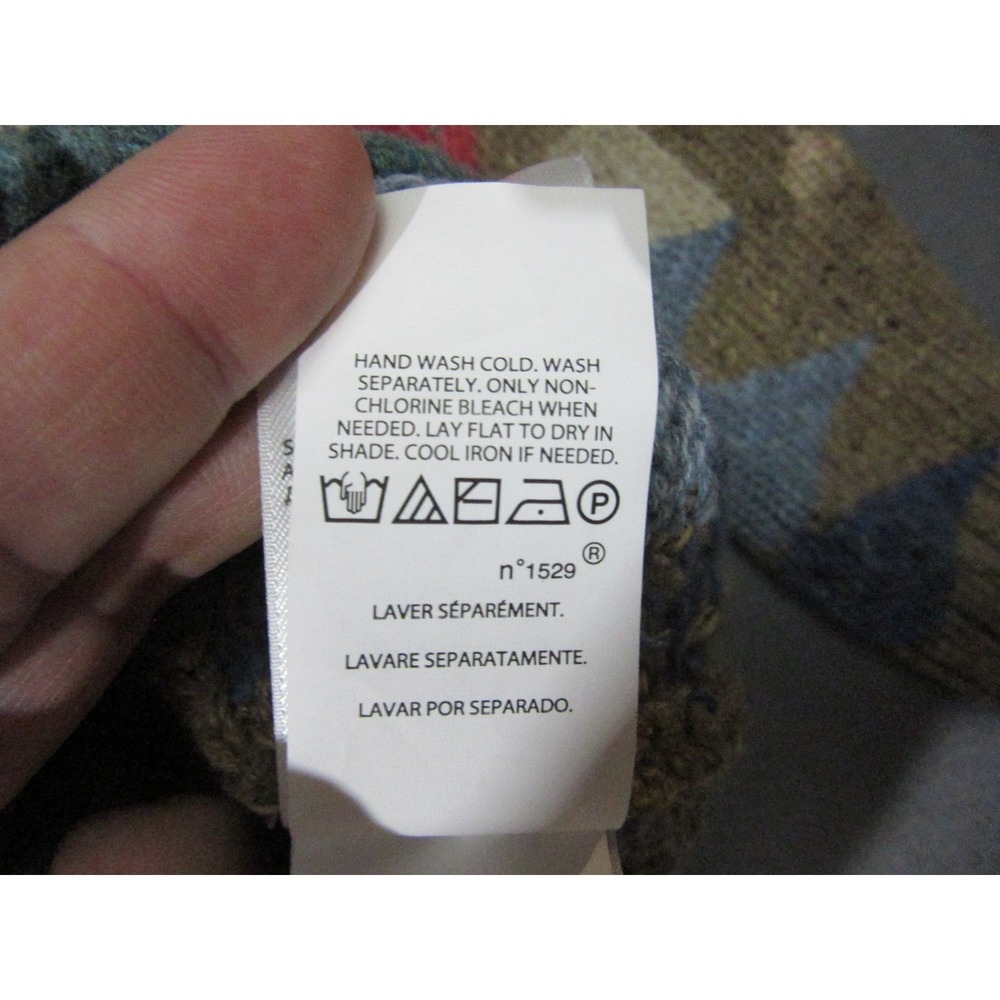 HAND WASH COLD. WASH
SEPARATELY. ONLY NON-
CHLORINE BLEACH WHEN
NEEDED. LAY FLAT TO DRY IN
SHADE. COOL IRON IF NEEDED.
P
n°1529 ®
LAVER SÉPARÉMENT.
LAVARE SEPARATAMENTE.
LAVAR POR SEPARADO.